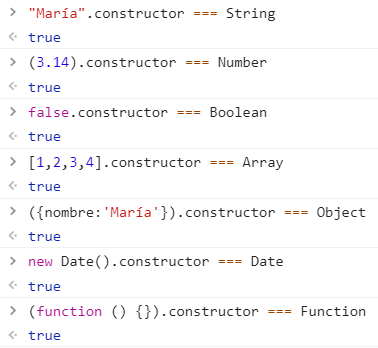 > "María".constructor === String
< true
> (3.14).constructor === Number
< true
> false.constructor === Boolean
< true
> [1,2,3,4].constructor === Array
< true
> ({nombre:'María'}).constructor === Object
< true
> new Date().constructor === Date
< true
> (function () {}).constructor === Function
< true